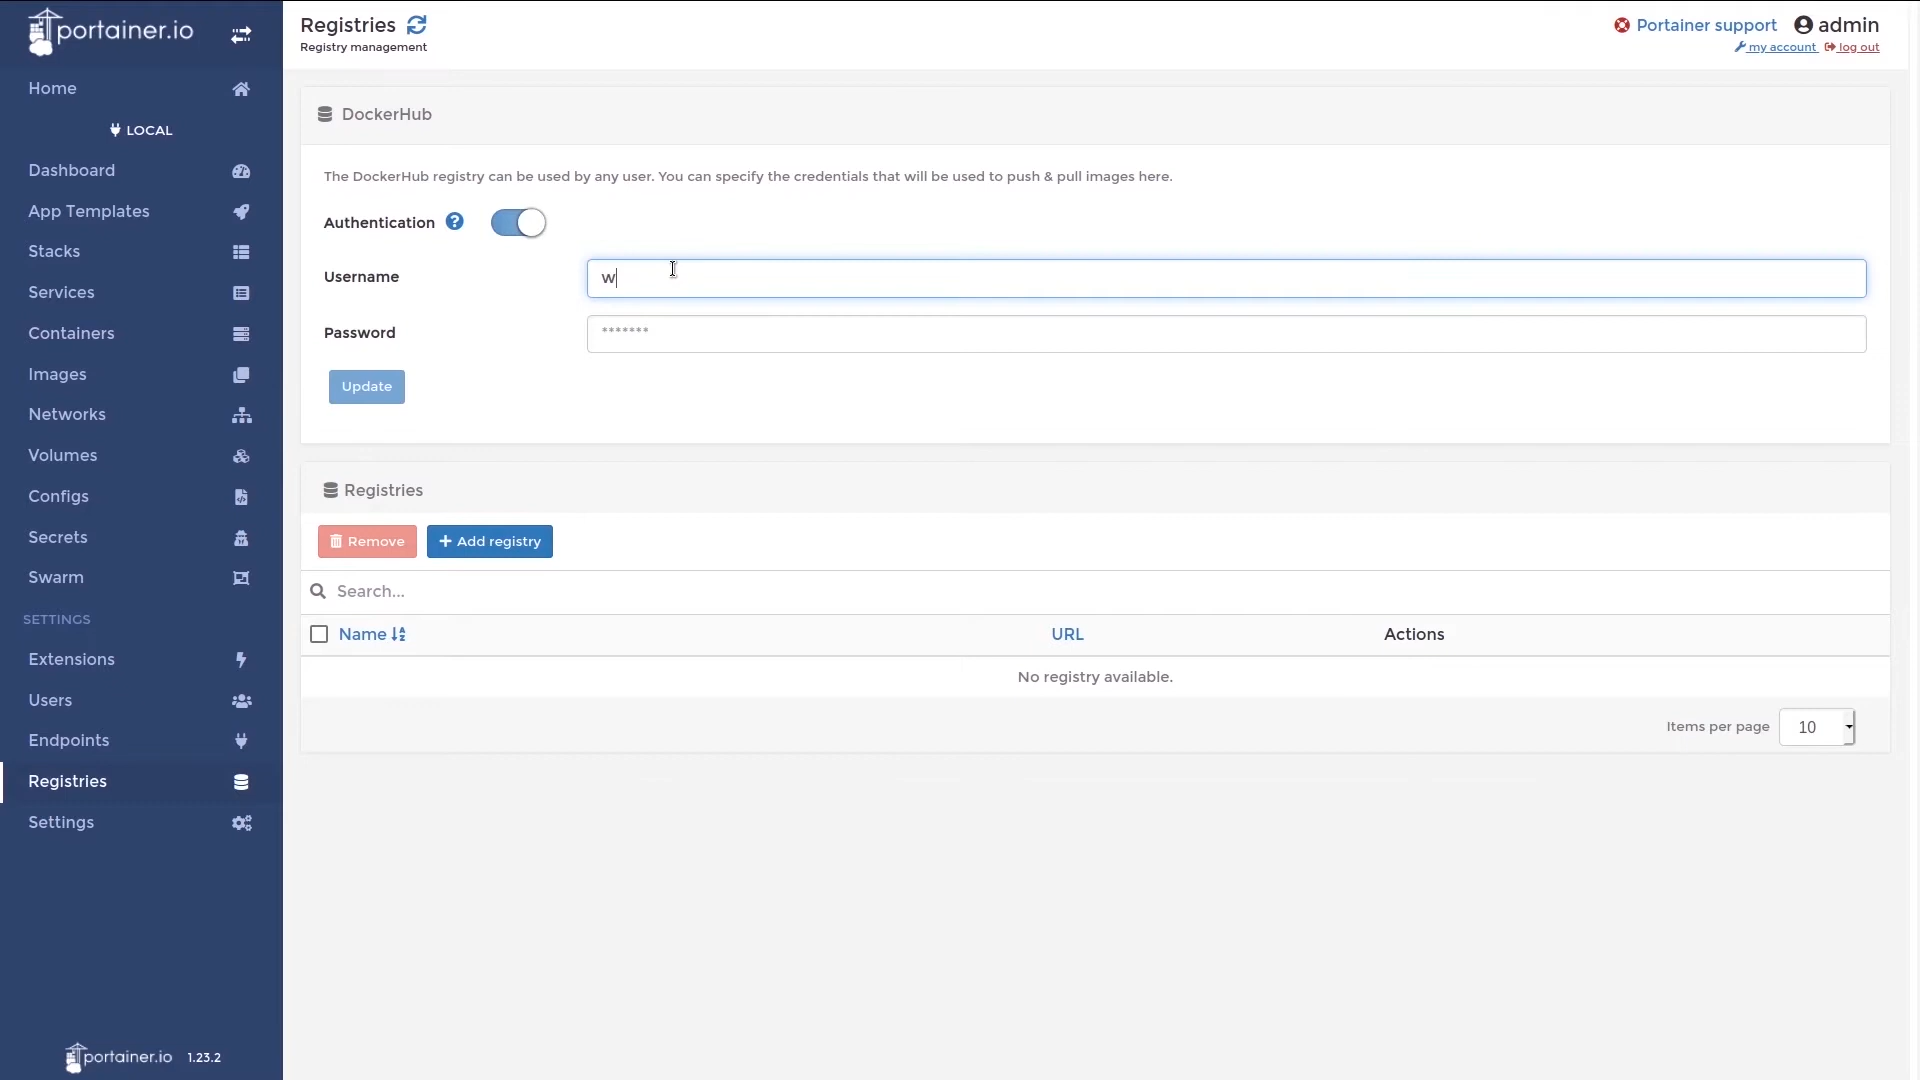 portainer.io
Home
LOCAL
Dashboard
App Templates
Stacks
Services
Containers
Images
Networks
Volumes
Configs
Secrets
Swarm
SETTINGS
Extensions
Users
Endpoints
Registries
Settings
portainer.io 1.23.2
Registries
Registry management
Portainer support admin
my account log out
DockerHub
The DockerHub registry can be used by any user. You can specify the credentials that will be used to push & pull images here.
Authentication ?
Username w
Password *******
Update
Registries
Remove + Add registry
Search...
Name URL Actions
No registry available.
Items per page 10